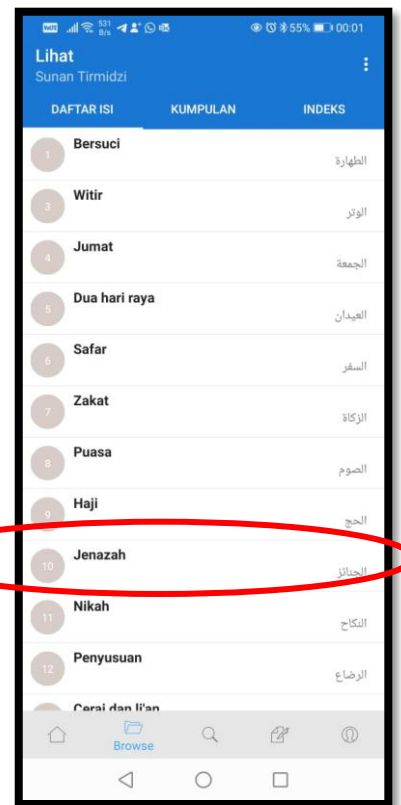 VoLTE 531 B/s 55% 00:01
Lihat
Sunan Tirmidzi
DAFTAR ISI KUMPULAN INDEKS
1 Bersuci
الطهارة
3 Witir
الوتر
4 Jumat
الجمعة
5 Dua hari raya
العيدان
6 Safar
السفر
7 Zakat
الزكاة
8 Puasa
الصوم
9 Haji
الحج
10 Jenazah
الجنائز
11 Nikah
النكاح
12 Penyusuan
الرضاع
Cerai dan li'an
Browse